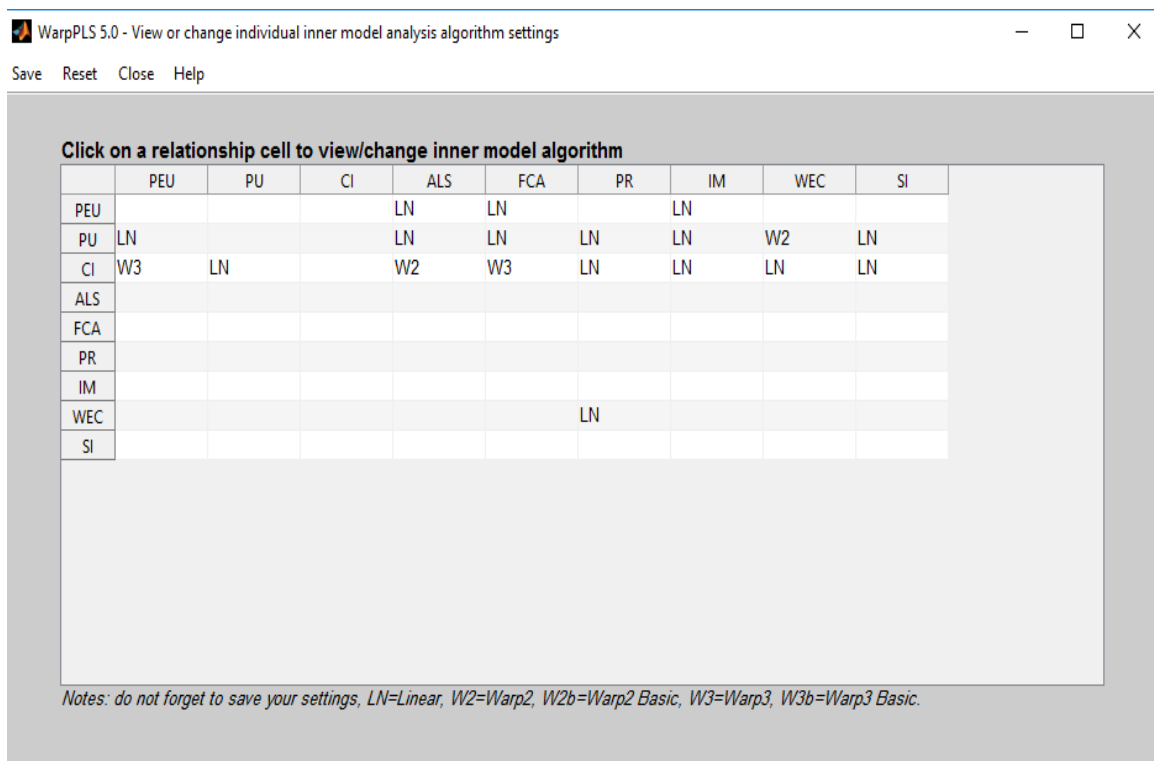 WarpPLS 5.0 - View or change individual inner model analysis algorithm settings
Save Reset Close Help
Click on a relationship cell to view/change inner model algorithm
PEU PU CI ALS FCA PR IM WEC SI
PEU LN LN LN
PU LN LN LN LN LN W2 LN
CI W3 LN W2 W3 LN LN LN LN
ALS
FCA
PR
IM
WEC LN
SI
Notes: do not forget to save your settings, LN=Linear, W2=Warp2, W2b=Warp2 Basic, W3=Warp3, W3b=Warp3 Basic.